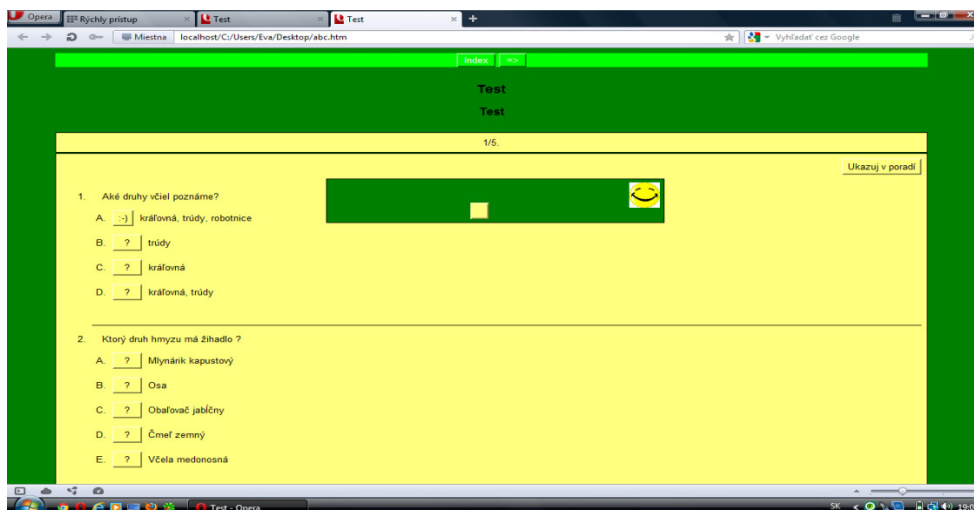 Opera Rýchly prístup Test Test
Miestna localhost/C:/Users/Eva/Desktop/abc.htm Vyhľadať cez Google
index =>
Test
Test
1/5.
Ukazuj v poradí
1. Aké druhy včiel poznáme?
A. :-) kráľovná, trúdy, robotnice
B. ? trúdy
C. ? kráľovná
D. ? kráľovná, trúdy
2. Ktorý druh hmyzu má žihadlo ?
A. ? Mlynárik kapustový
B. ? Osa
C. ? Obaľovač jabĺčny
D. ? Čmeľ zemný
E. ? Včela medonosná
Test - Opera SK